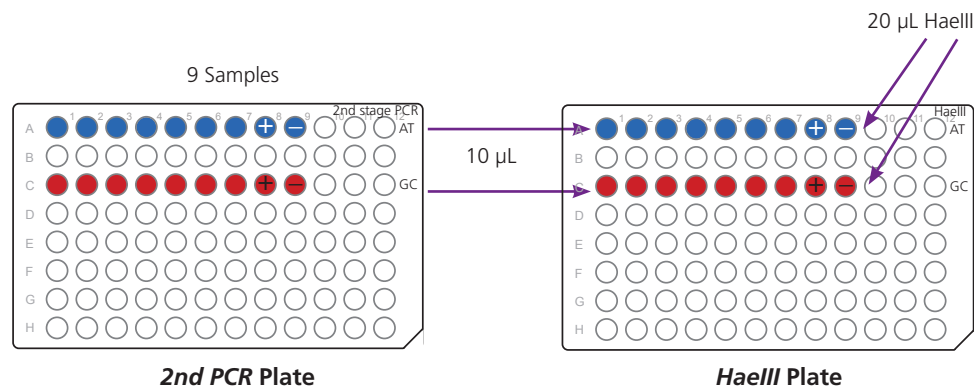 20 µL HaeIII
9 Samples
2nd stage PCR
1 2 3 4 5 6 7 8 9 10 11 12
A + − AT
B
C + − GC
D
E
F
G
H
10 µL
HaeIII
1 2 3 4 5 6 7 8 9 10 11 12
A + − AT
B
C + − GC
D
E
F
G
H
2nd PCR Plate
HaeIII Plate